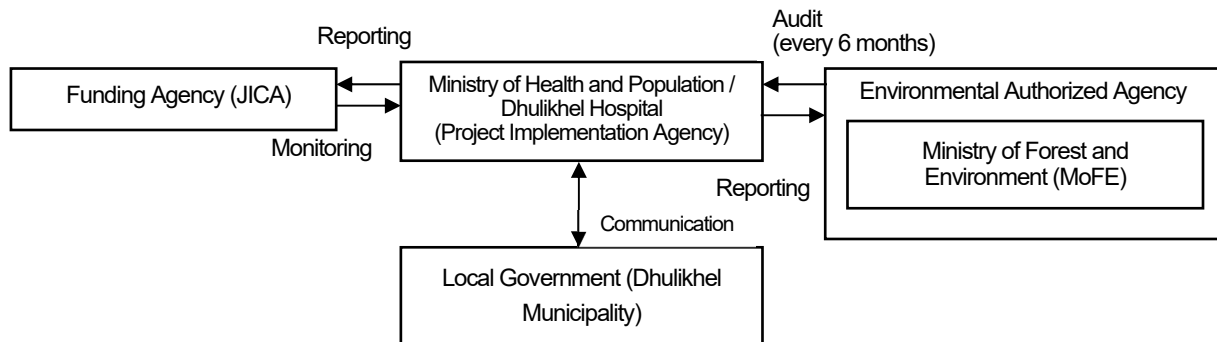 Audit
(every 6 months)
Reporting
Funding Agency (JICA)
Ministry of Health and Population /
Dhulikhel Hospital
(Project Implementation Agency)
Environmental Authorized Agency
Ministry of Forest and
Environment (MoFE)
Monitoring
Reporting
Communication
Local Government (Dhulikhel
Municipality)